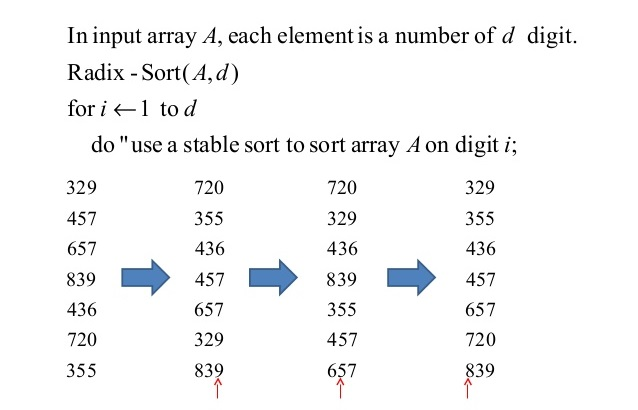 In input array A, each element is a number of d digit.
Radix - Sort(A,d)
for i ←1 to d
do "use a stable sort to sort array A on digit i;
329 720 720 329
457 355 329 355
657 436 436 436
839 457 839 457
436 657 355 657
720 329 457 720
355 839 657 839